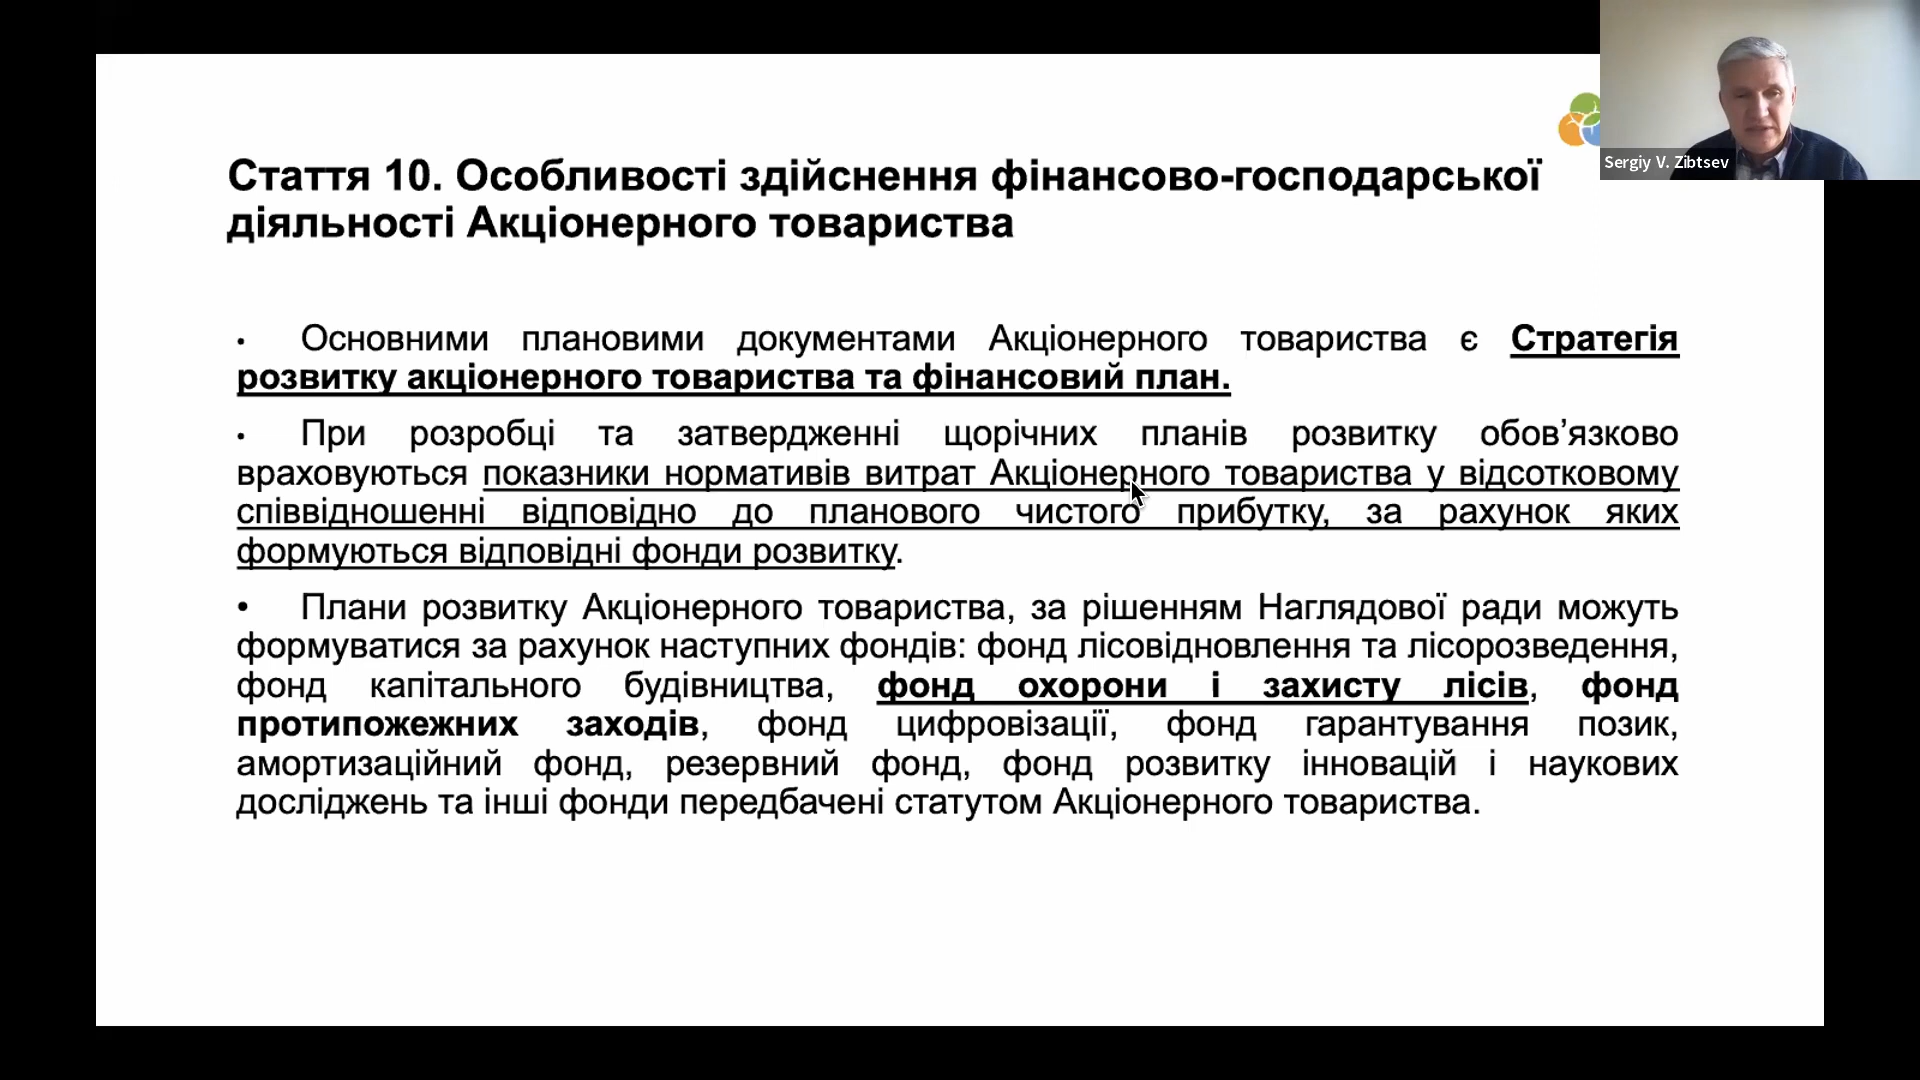 Sergiy V. Zibtsev
Стаття 10. Особливості здійснення фінансово-господарської
діяльності Акціонерного товариства
• Основними плановими документами Акціонерного товариства є Стратегія
розвитку акціонерного товариства та фінансовий план.
• При розробці та затвердженні щорічних планів розвитку обов’язково
враховуються показники нормативів витрат Акціонерного товариства у відсотковому
співвідношенні відповідно до планового чистого прибутку, за рахунок яких
формуються відповідні фонди розвитку.
• Плани розвитку Акціонерного товариства, за рішенням Наглядової ради можуть
формуватися за рахунок наступних фондів: фонд лісовідновлення та лісорозведення,
фонд капітального будівництва, фонд охорони і захисту лісів, фонд
протипожежних заходів, фонд цифровізації, фонд гарантування позик,
амортизаційний фонд, резервний фонд, фонд розвитку інновацій і наукових
досліджень та інші фонди передбачені статутом Акціонерного товариства.